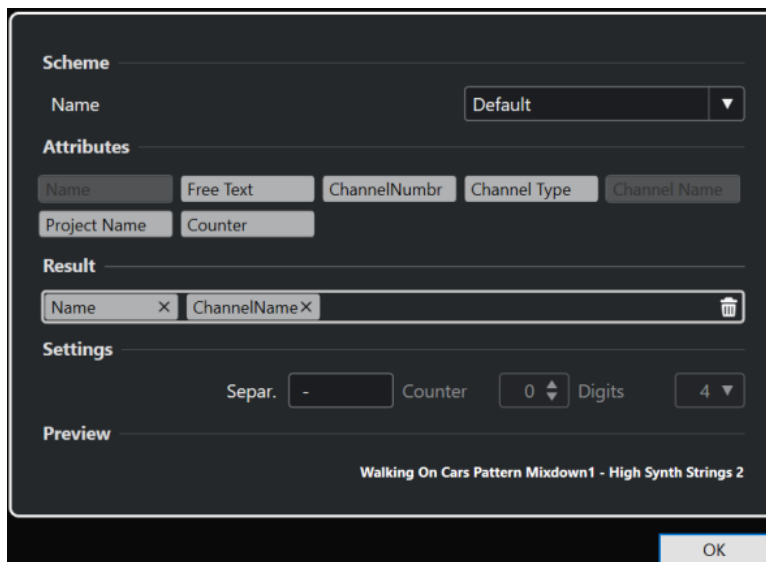 Scheme
Name Default
Attributes
Name Free Text ChannelNumbr Channel Type Channel Name
Project Name Counter
Result
Name ChannelName
Settings
Separ. - Counter 0 Digits 4
Preview
Walking On Cars Pattern Mixdown1 - High Synth Strings 2
OK